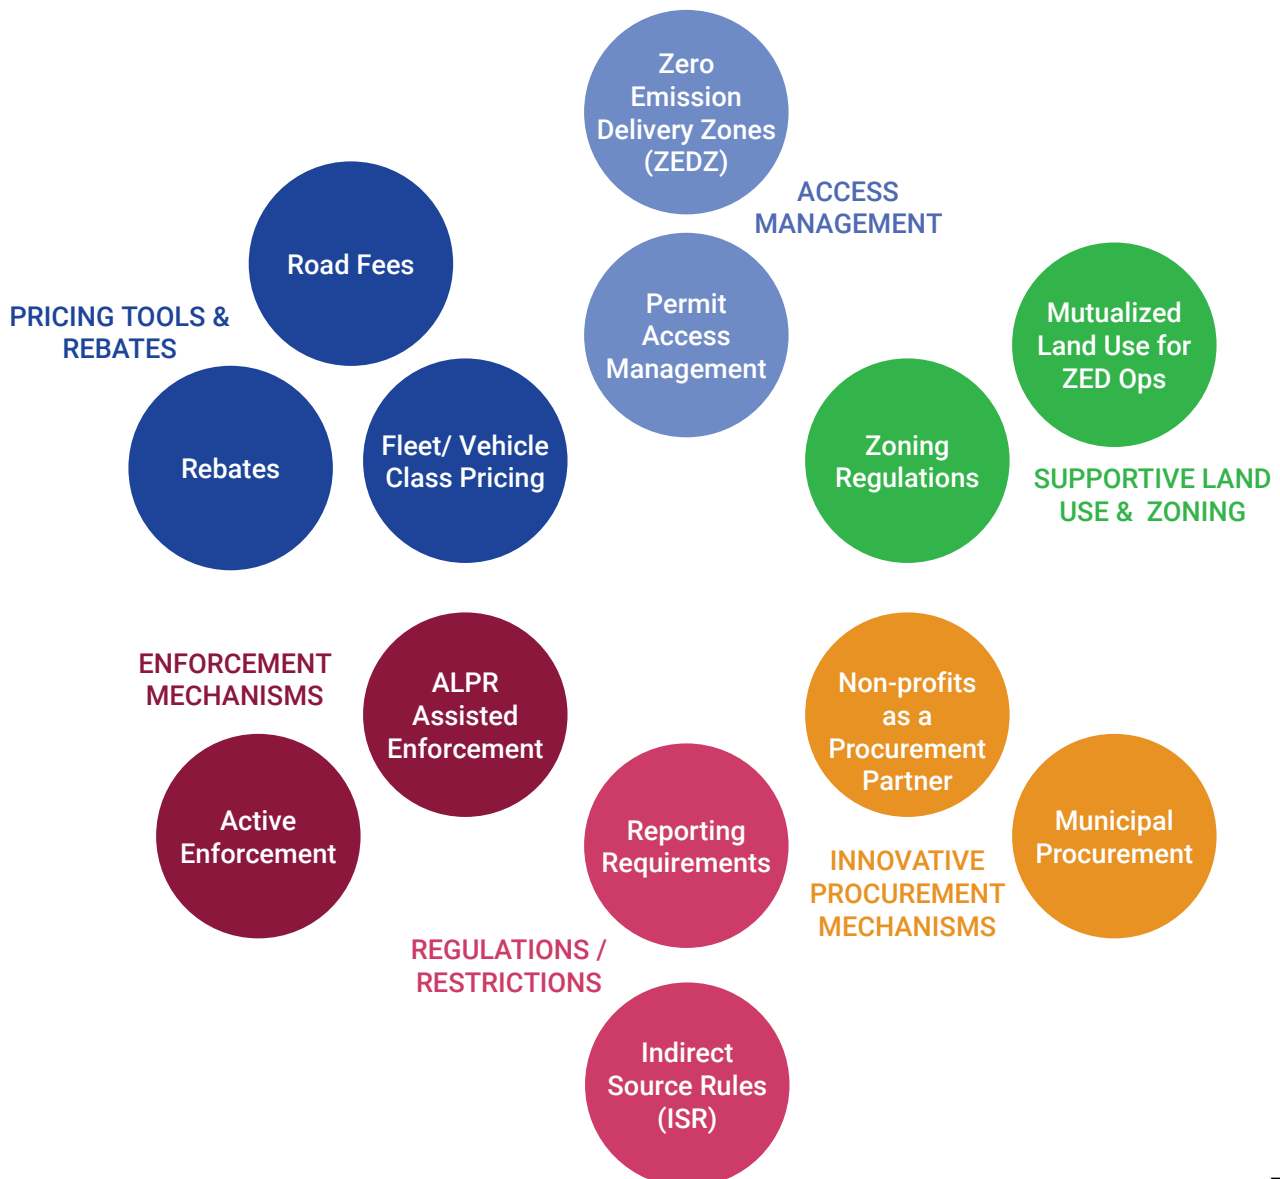 Zero
Emission
Delivery Zones
(ZEDZ)
ACCESS
MANAGEMENT
Permit
Access
Management
Road Fees
PRICING TOOLS &
REBATES
Rebates
Fleet/ Vehicle
Class Pricing
Mutualized
Land Use for
ZED Ops
Zoning
Regulations
SUPPORTIVE LAND
USE & ZONING
ENFORCEMENT
MECHANISMS
ALPR
Assisted
Enforcement
Active
Enforcement
Non-profits
as a
Procurement
Partner
Municipal
Procurement
INNOVATIVE
PROCUREMENT
MECHANISMS
Reporting
Requirements
REGULATIONS /
RESTRICTIONS
Indirect
Source Rules
(ISR)